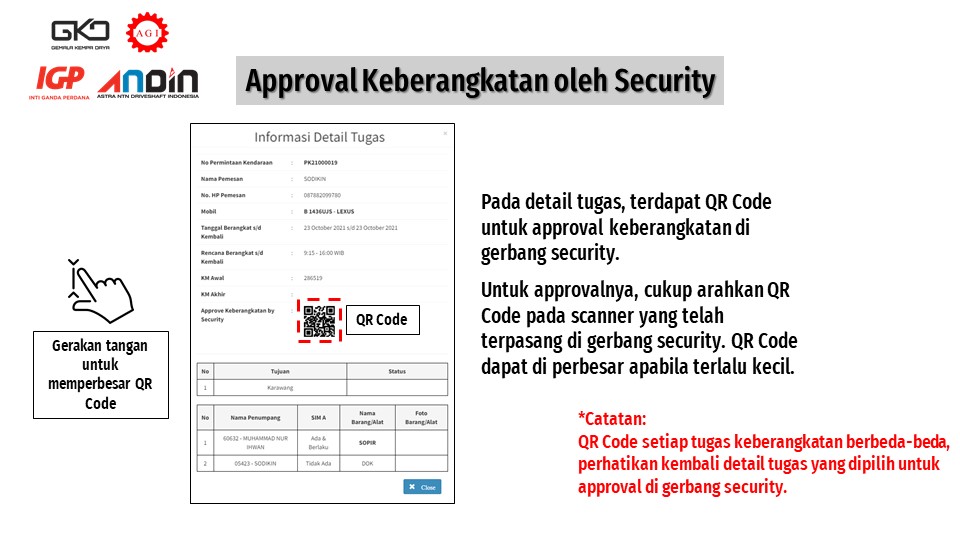 GKD
GEMALA KEMPA DAYA
AGI
IGP
INTI GANDA PERDANA
ANDIN
ASTRA NTN DRIVESHAFT INDONESIA
Approval Keberangkatan oleh Security
Informasi Detail Tugas
×
No Permintaan Kendaraan : PK21000019
Nama Pemesan : SODIKIN
No. HP Pemesan : 087882099780
Mobil : B 1436UJS - LEXUS
Tanggal Berangkat s/d : 23 October 2021 s/d 23 October 2021
Kembali
Rencana Berangkat s/d : 9:15 - 16:00 WIB
Kembali
KM Awal : 286519
KM Akhir :
Approve Keberangkatan by :
Security
QR Code
No Tujuan Status
1 Karawang
No Nama Penumpang SIM A Nama Barang/Alat Foto Barang/Alat
1 60632 - MUHAMMAD NUR IHWAN Ada & Berlaku SOPIR
2 05423 - SODIKIN Tidak Ada DOK
× Close
Gerakan tangan
untuk
memperbesar QR
Code
Pada detail tugas, terdapat QR Code
untuk approval keberangkatan di
gerbang security.
Untuk approvalnya, cukup arahkan QR
Code pada scanner yang telah
terpasang di gerbang security. QR Code
dapat di perbesar apabila terlalu kecil.
*Catatan:
QR Code setiap tugas keberangkatan berbeda-beda,
perhatikan kembali detail tugas yang dipilih untuk
approval di gerbang security.